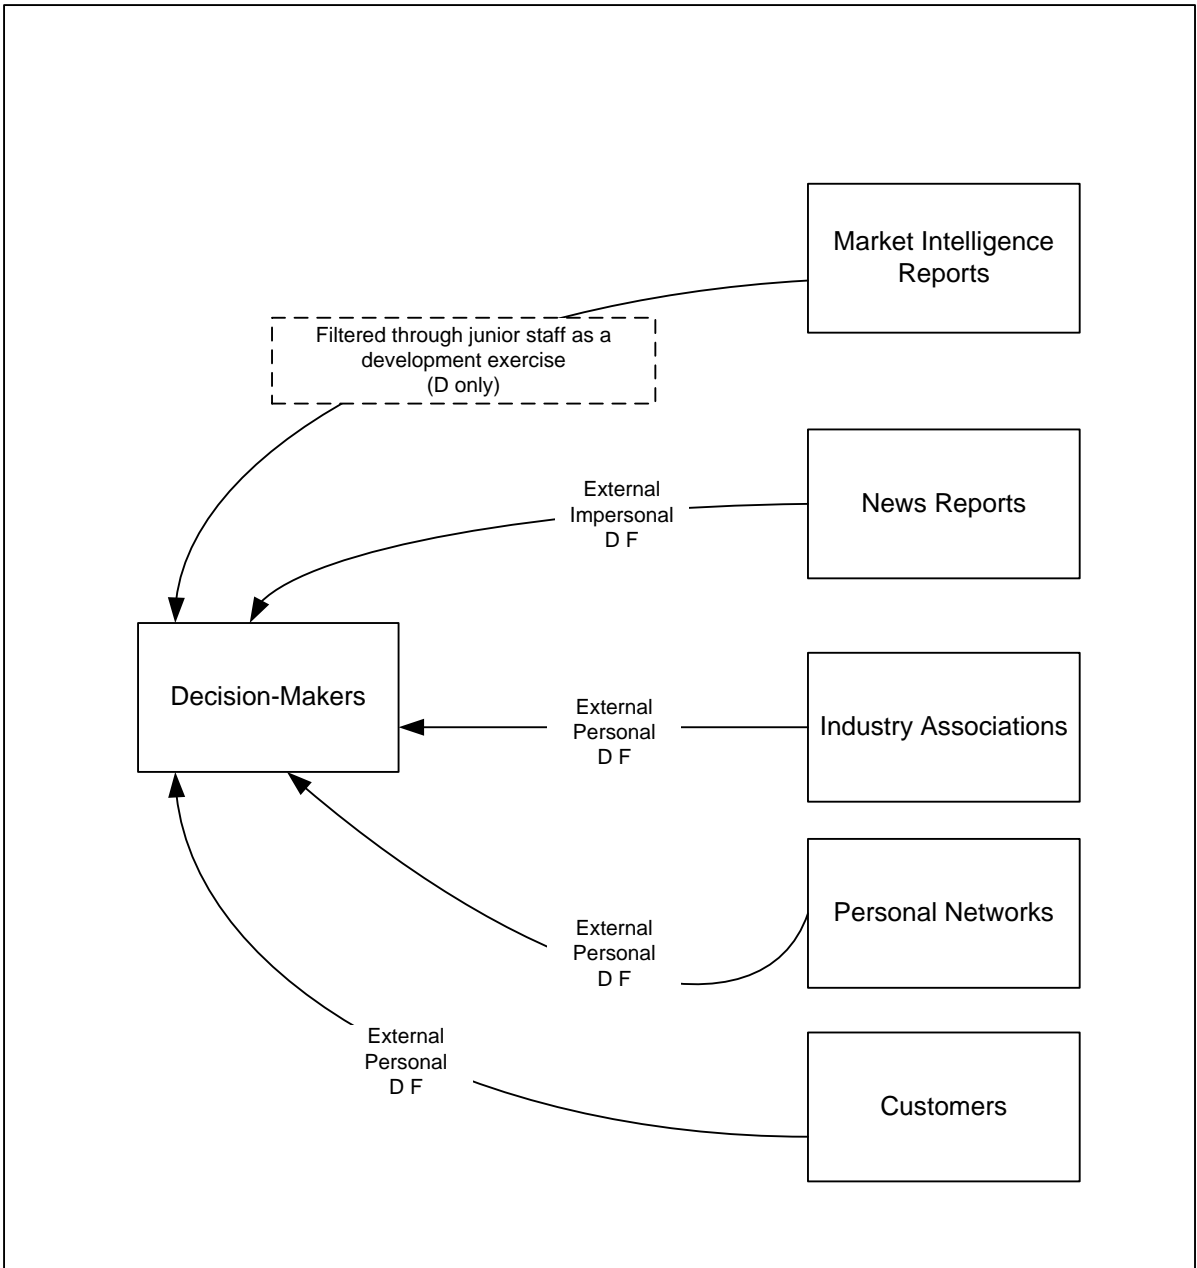 Market Intelligence
Reports
Filtered through junior staff as a
development exercise
(D only)
External
Impersonal
D F
News Reports
Decision-Makers
External
Personal
D F
Industry Associations
External
Personal
D F
Personal Networks
External
Personal
D F
Customers